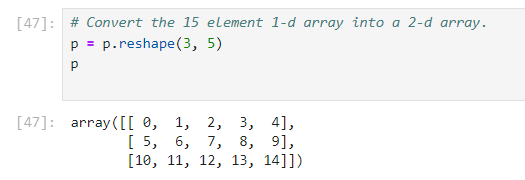 [47]: # Convert the 15 element 1-d array into a 2-d array.
p = p.reshape(3, 5)
p
[47]: array([[ 0, 1, 2, 3, 4],
[ 5, 6, 7, 8, 9],
[10, 11, 12, 13, 14]])